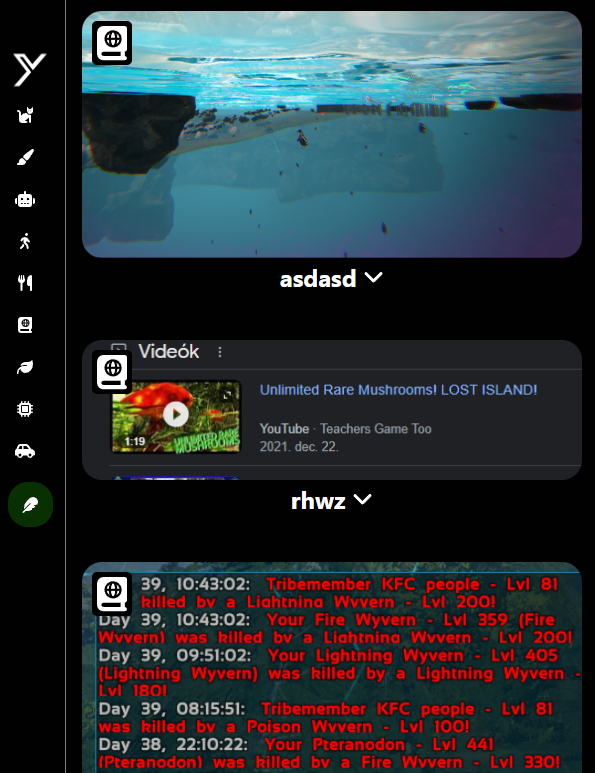 asdasd
Videók
Unlimited Rare Mushrooms! LOST ISLAND!
1:19
UNLIMITED RARE
MUSHROOMS
YouTube · Teachers Game Too
2021. dec. 22.
rhwz
39, 10:43:02: Tribemember KFC people - Lvl 81
killed by a Lightning Wyvern - Lvl 200!
Day 39, 10:43:02: Your Fire Wyvern - Lvl 359 (Fire
Wyvern) was killed by a Lightning Wyvern - Lvl 200!
Day 39, 09:51:02: Your Lightning Wyvern - Lvl 405
(Lightning Wyvern) was killed by a Lightning Wyvern -
Lvl 180!
Day 39, 08:15:51: Tribemember KFC people - Lvl 81
was killed by a Poison Wyvern - Lvl 100!
Day 38, 22:10:22: Your Pteranodon - Lvl 441
(Pteranodon) was killed by a Fire Wyvern - Lvl 330!